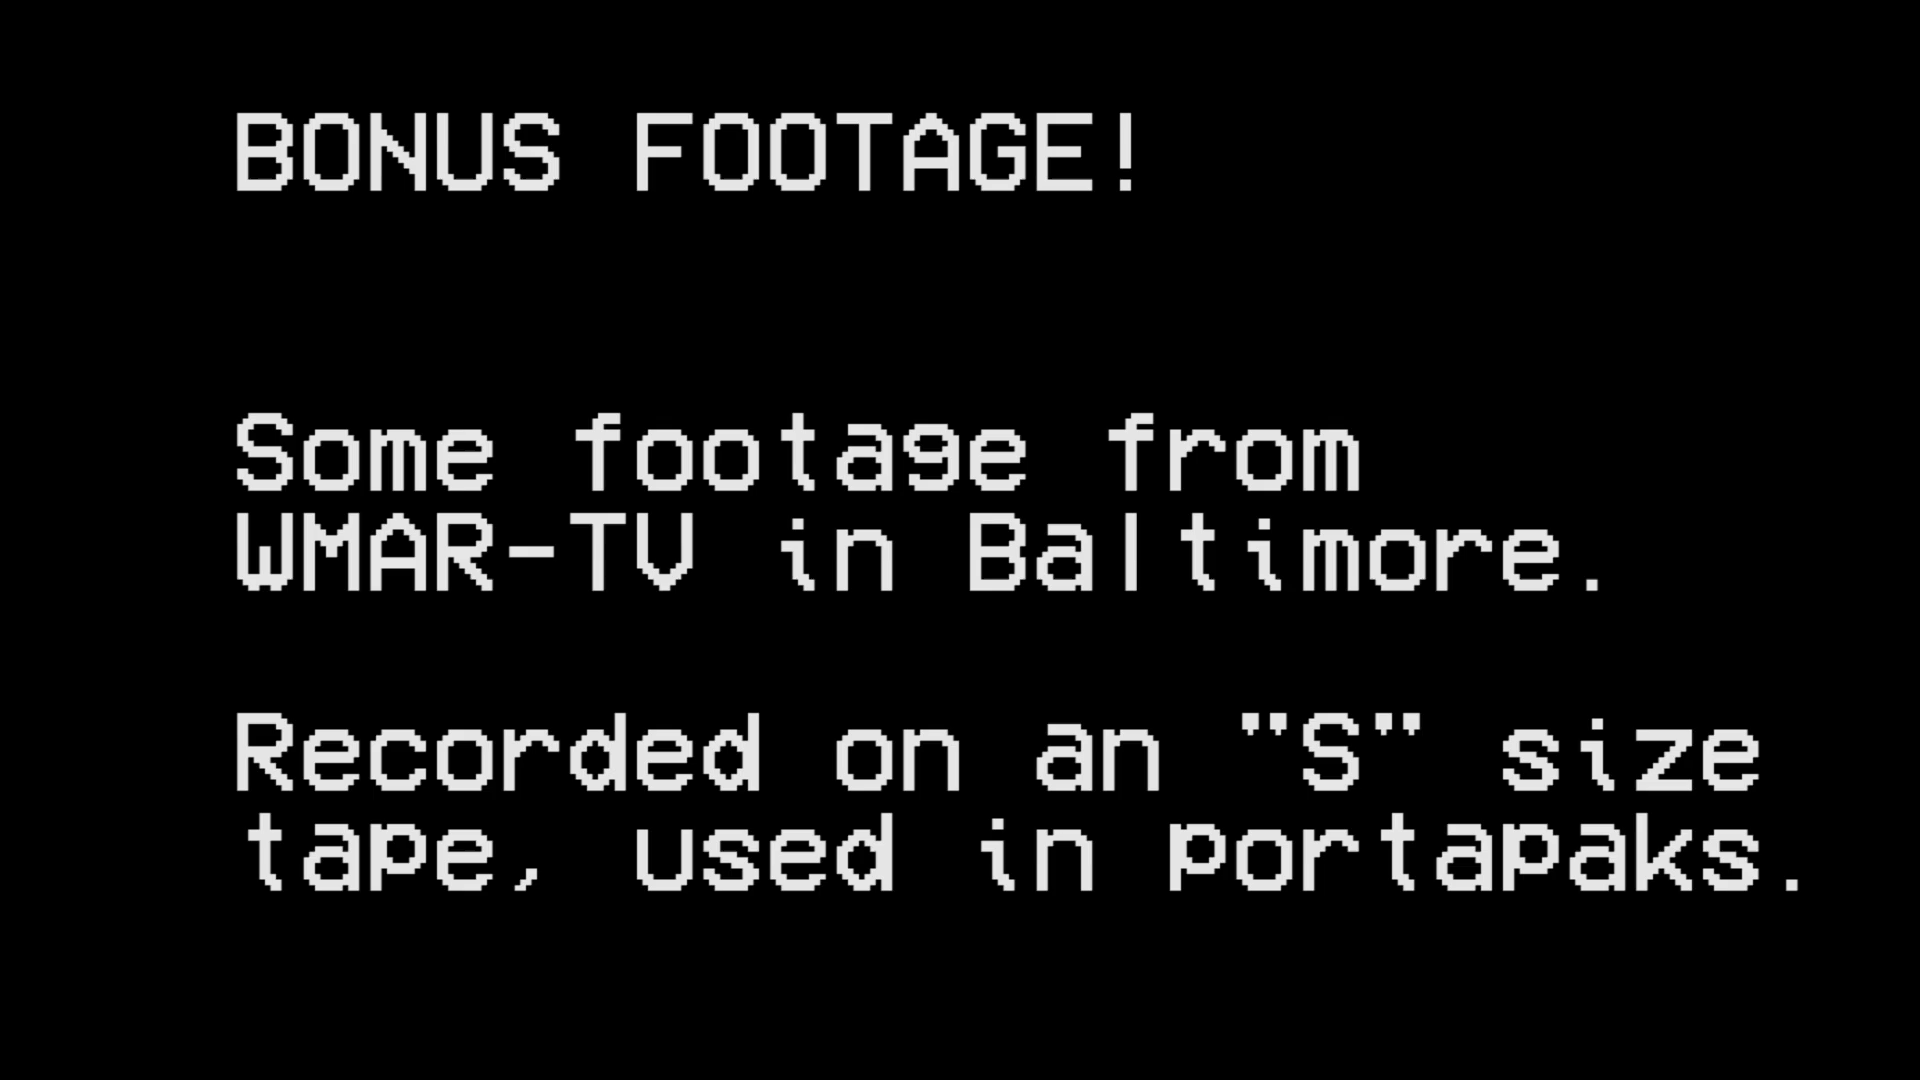 BONUS FOOTAGE!
Some footage from
WMAR-TV in Baltimore.
Recorded on an "S" size
tape, used in portapaks.